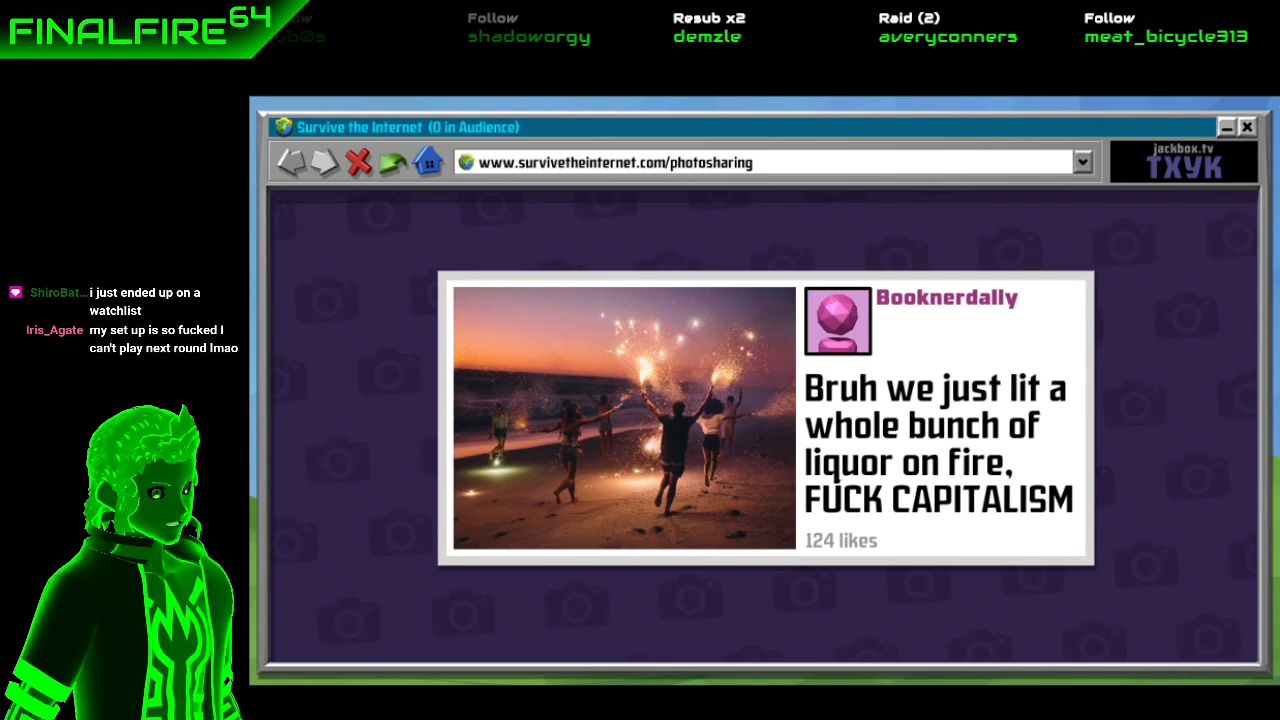 FINALFIRE64
Follow
shadoworgy
Resub x2
demzle
Raid (2)
averyconners
Follow
meat_bicycle313
Survive the Internet (0 in Audience)
www.survivetheinternet.com/photosharing
jackbox.tv
TXYK
Booknerdally
Bruh we just lit a
whole bunch of
liquor on fire,
FUCK CAPITALISM
124 likes
ShiroBat... i just ended up on a
watchlist
Iris_Agate my set up is so fucked I
can't play next round lmao